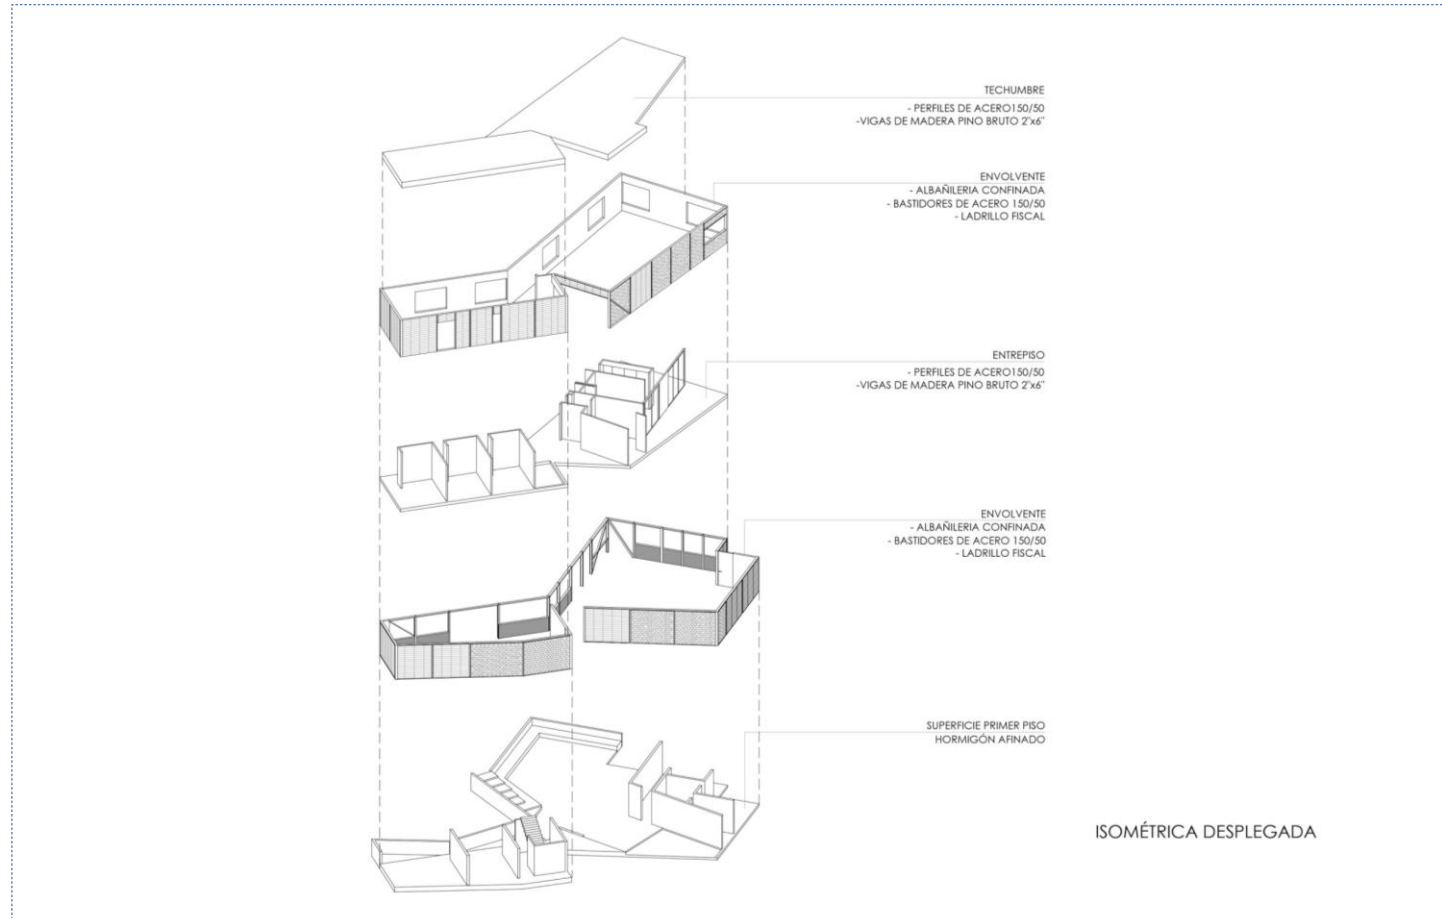 TECHUMBRE
- PERFILES DE ACERO150/50
-VIGAS DE MADERA PINO BRUTO 2"x6"
ENVOLVENTE
- ALBAÑILERIA CONFINADA
- BASTIDORES DE ACERO 150/50
- LADRILLO FISCAL
ENTREPISO
- PERFILES DE ACERO150/50
-VIGAS DE MADERA PINO BRUTO 2"x6"
ENVOLVENTE
- ALBAÑILERIA CONFINADA
- BASTIDORES DE ACERO 150/50
- LADRILLO FISCAL
SUPERFICIE PRIMER PISO
HORMIGÓN AFINADO
ISOMÉTRICA DESPLEGADA